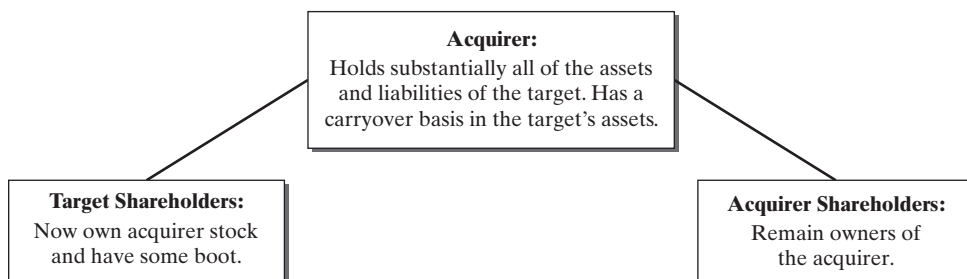 Acquirer:
Holds substantially all of the assets
and liabilities of the target. Has a
carryover basis in the target's assets.
Target Shareholders:
Now own acquirer stock
and have some boot.
Acquirer Shareholders:
Remain owners of
the acquirer.